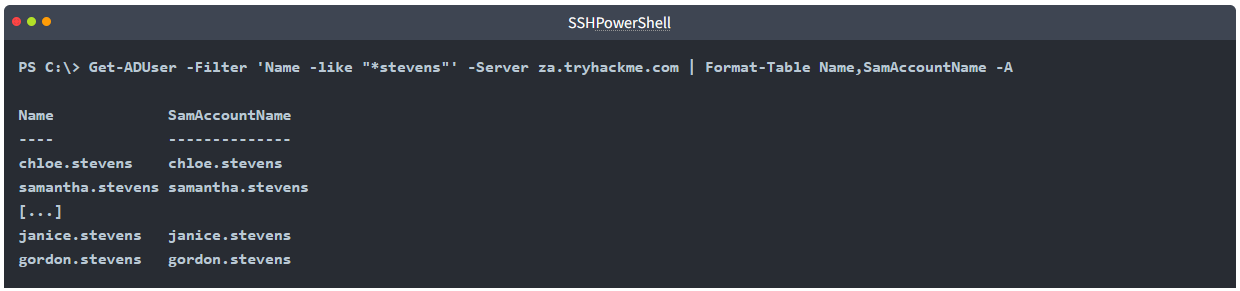 SSHPowerShell
PS C:\> Get-ADUser -Filter 'Name -like "*stevens"' -Server za.tryhackme.com | Format-Table Name,SamAccountName -A
Name             SamAccountName
----             --------------
chloe.stevens    chloe.stevens
samantha.stevens samantha.stevens
[...]
janice.stevens   janice.stevens
gordon.stevens   gordon.stevens